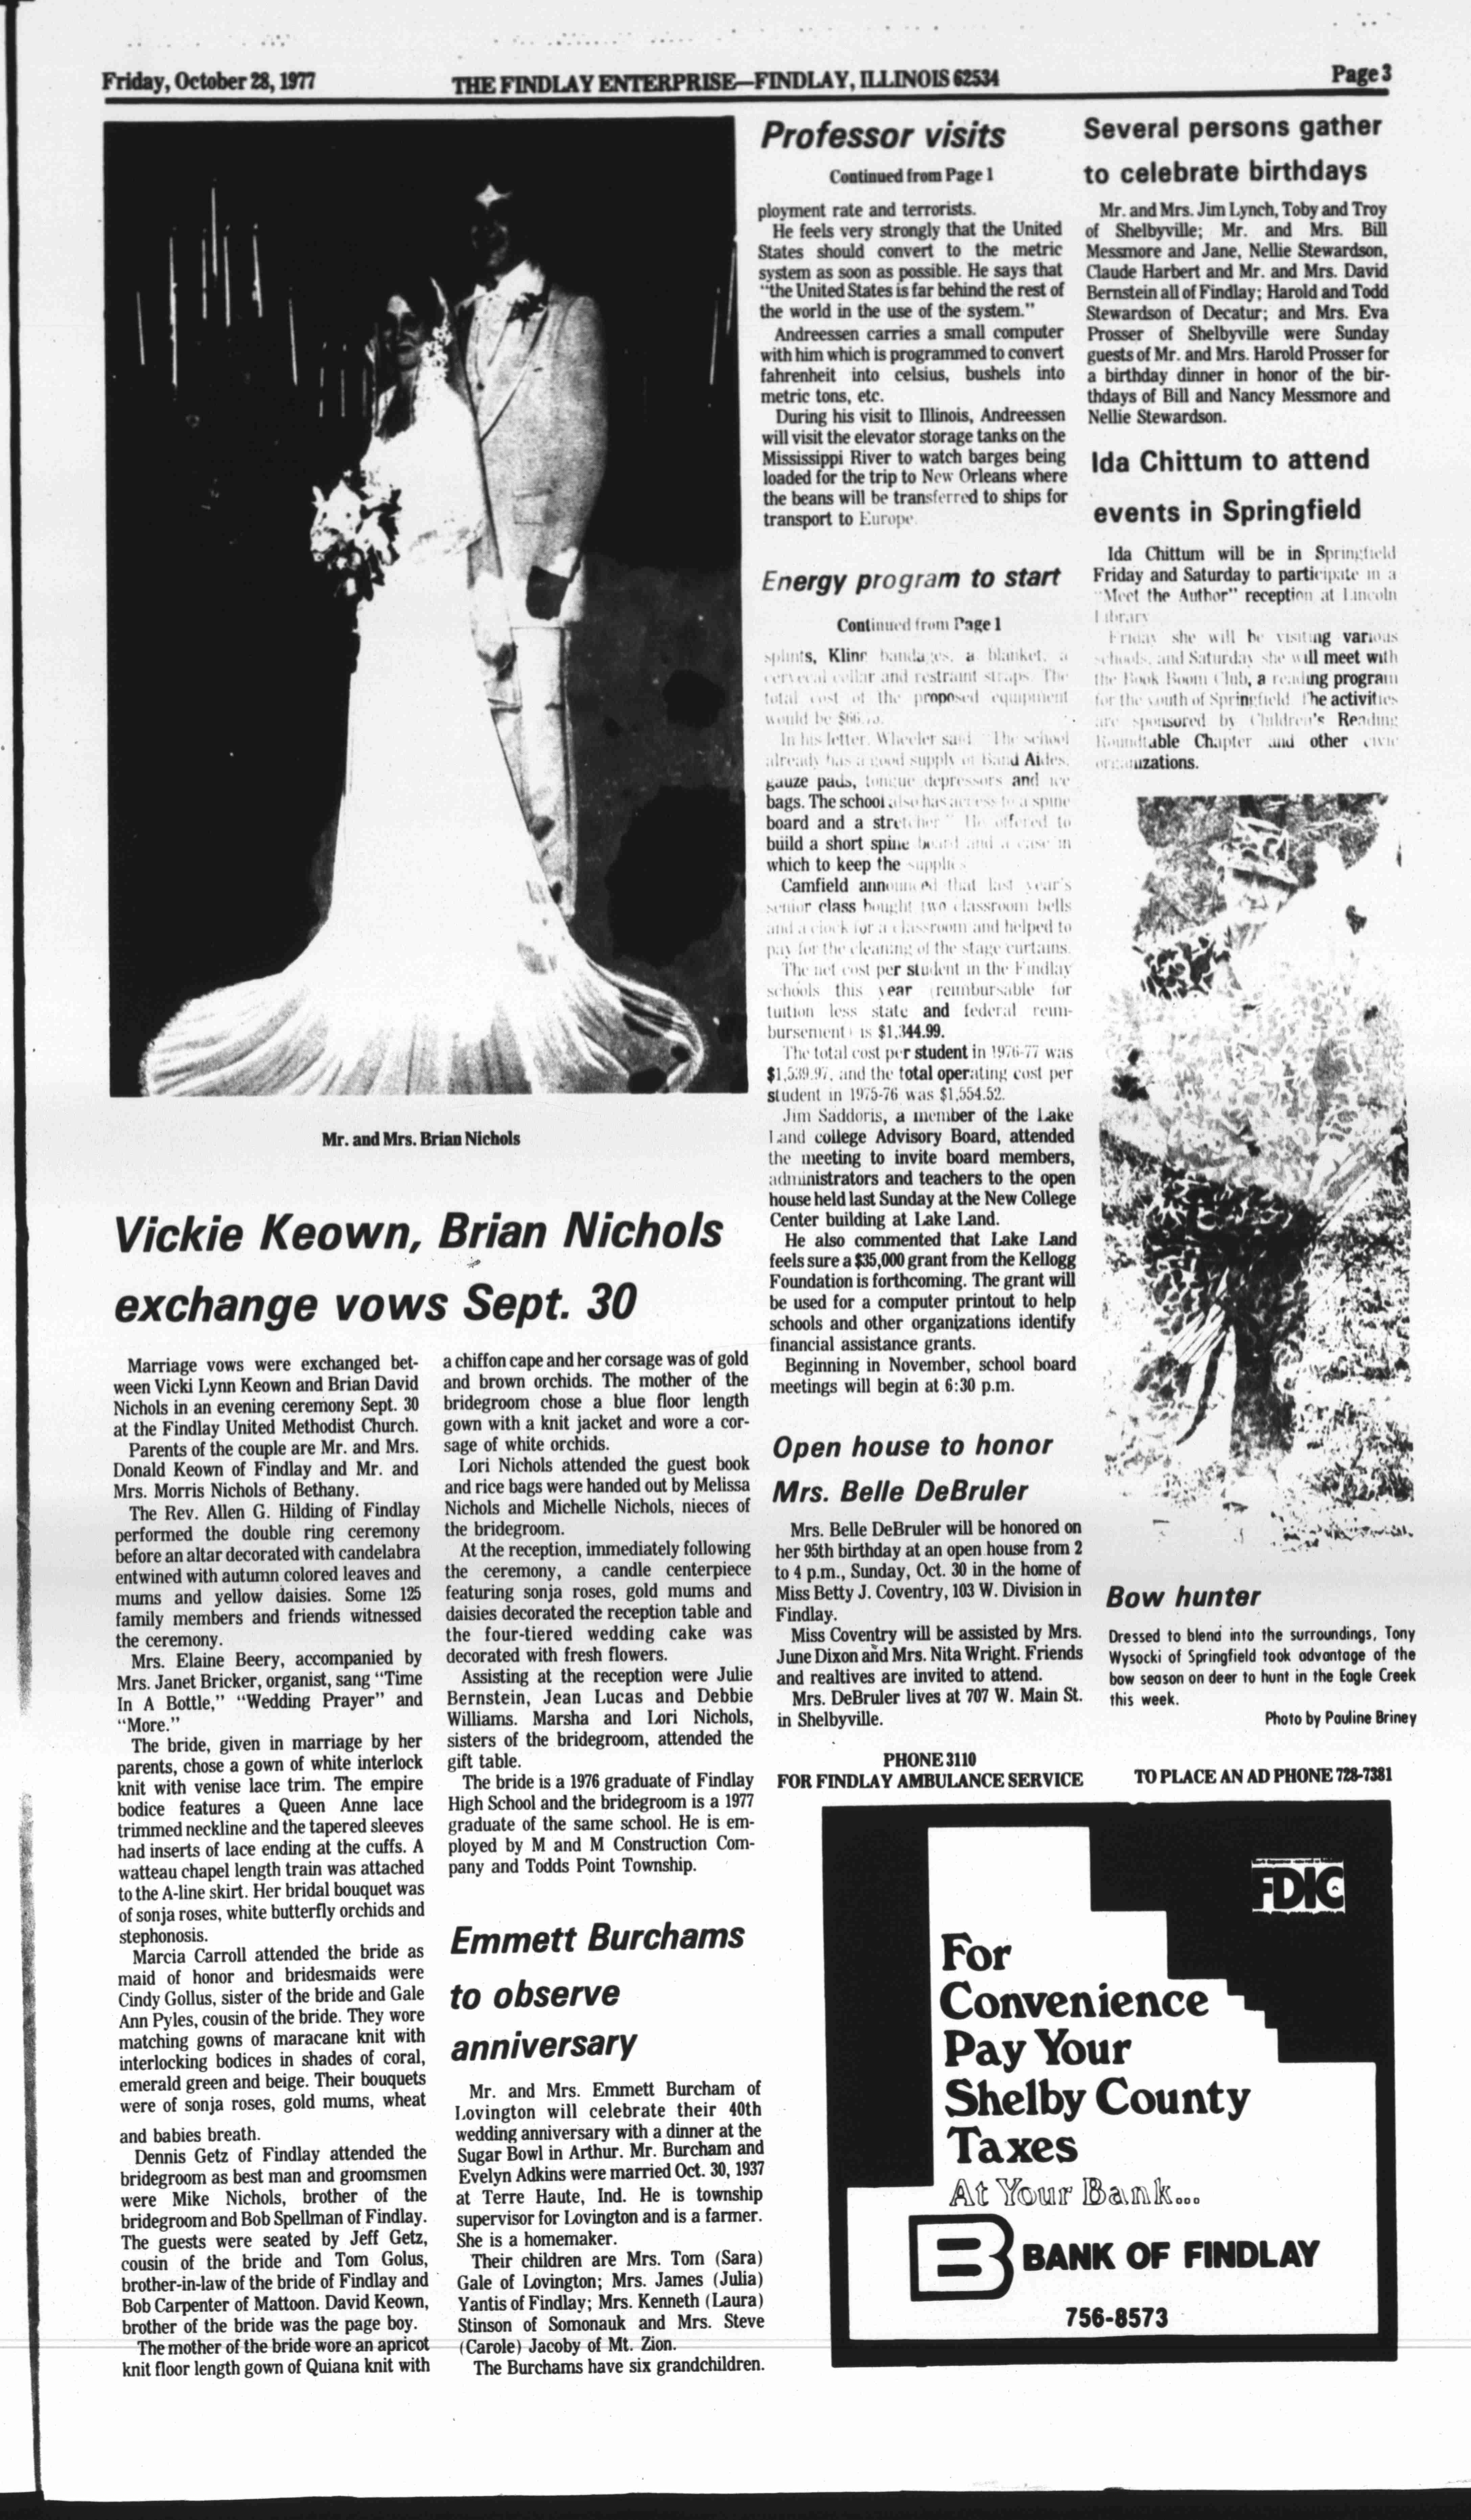 Friday, October 28, 1977
THE FINDLAY ENTERPRISE—FINDLAY, ILLINOIS 62534
Page 3
Mr. and Mrs. Brian Nichols
Vickie Keown, Brian Nichols
exchange vows Sept. 30
Marriage vows were exchanged bet-
ween Vicki Lynn Keown and Brian David
Nichols in an evening ceremony Sept. 30
at the Findlay United Methodist Church.
Parents of the couple are Mr. and Mrs.
Donald Keown of Findlay and Mr. and
Mrs. Morris Nichols of Bethany.
The Rev. Allen G. Hilding of Findlay
performed the double ring ceremony
before an altar decorated with candelabra
entwined with autumn colored leaves and
mums and yellow daisies. Some 125
family members and friends witnessed
the ceremony.
Mrs. Elaine Beery, accompanied by
Mrs. Janet Bricker, organist, sang "Time
In A Bottle," "Wedding Prayer" and
"More."
The bride, given in marriage by her
parents, chose a gown of white interlock
knit with venise lace trim. The empire
bodice features a Queen Anne lace
trimmed neckline and the tapered sleeves
had inserts of lace ending at the cuffs. A
watteau chapel length train was attached
to the A-line skirt. Her bridal bouquet was
of sonja roses, white butterfly orchids and
stephonosis.
Marcia Carroll attended the bride as
maid of honor and bridesmaids were
Cindy Gollus, sister of the bride and Gale
Ann Pyles, cousin of the bride. They wore
matching gowns of maracane knit with
interlocking bodices in shades of coral,
emerald green and beige. Their bouquets
were of sonja roses, gold mums, wheat
and babies breath.
Dennis Getz of Findlay attended the
bridegroom as best man and groomsmen
were Mike Nichols, brother of the
bridegroom and Bob Spellman of Findlay.
The guests were seated by Jeff Getz,
cousin of the bride and Tom Golus,
brother-in-law of the bride of Findlay and
Bob Carpenter of Mattoon. David Keown,
brother of the bride was the page boy.
The mother of the bride wore an apricot
knit floor length gown of Quiana knit with
a chiffon cape and her corsage was of gold
and brown orchids. The mother of the
bridegroom chose a blue floor length
gown with a knit jacket and wore a cor-
sage of white orchids.
Lori Nichols attended the guest book
and rice bags were handed out by Melissa
Nichols and Michelle Nichols, nieces of
the bridegroom.
At the reception, immediately following
the ceremony, a candle centerpiece
featuring sonja roses, gold mums and
daisies decorated the reception table and
the four-tiered wedding cake was
decorated with fresh flowers.
Assisting at the reception were Julie
Bernstein, Jean Lucas and Debbie
Williams. Marsha and Lori Nichols,
sisters of the bridegroom, attended the
gift table.
The bride is a 1976 graduate of Findlay
High School and the bridegroom is a 1977
graduate of the same school. He is em-
ployed by M and M Construction Com-
pany and Todds Point Township.
Emmett Burchams
to observe
anniversary
Mr. and Mrs. Emmett Burcham of
Lovington will celebrate their 40th
wedding anniversary with a dinner at the
Sugar Bowl in Arthur. Mr. Burcham and
Evelyn Adkins were married Oct. 30, 1937
at Terre Haute, Ind. He is township
supervisor for Lovington and is a farmer.
She is a homemaker.
Their children are Mrs. Tom (Sara)
Gale of Lovington; Mrs. James (Julia)
Yantis of Findlay; Mrs. Kenneth (Laura)
Stinson of Somonauk and Mrs. Steve
(Carole) Jacoby of Mt. Zion.
The Burchams have six grandchildren.
Professor visits
Continued from Page 1
ployment rate and terrorists.
He feels very strongly that the United
States should convert to the metric
system as soon as possible. He says that
"the United States is far behind the rest of
the world in the use of the system."
Andreessen carries a small computer
with him which is programmed to convert
fahrenheit into celsius, bushels into
metric tons, etc.
During his visit to Illinois, Andreessen
will visit the elevator storage tanks on the
Mississippi River to watch barges being
loaded for the trip to New Orleans where
the beans will be transferred to ships for
transport to Europe.
Energy program to start
Continued from Page 1
splints, Kling bandages, a blanket, a
cervecal collar and restraint straps. The
total cost of the proposed equipment
would be
In his letter, Wheeler said "The school
already has a good supply of Band Aides,
gauze pads, tongue depressors and ice
bags. The school also has access to a spine
board and a stretcher." He offered to
build a short spine board and a case in
which to keep the supplies.
Camfield announced that last year's
senior class bought two classroom bells
and a clock for a classroom and helped to
pay for the cleaning of the stage curtains.
The net cost per student in the Findlay
schools this year (reimbursable for
tuition less state and federal reim-
bursement) is $1,344.99.
The total cost per student in 1976-77 was
$1,539.97, and the total operating cost per
student in 1975-76 was $1,554.52.
Jim Saddoris, a member of the Lake
Land college Advisory Board, attended
the meeting to invite board members,
administrators and teachers to the open
house held last Sunday at the New College
Center building at Lake Land.
He also commented that Lake Land
feels sure a $35,000 grant from the Kellogg
Foundation is forthcoming. The grant will
be used for a computer printout to help
schools and other organizations identify
financial assistance grants.
Beginning in November, school board
meetings will begin at 6:30 p.m.
Open house to honor
Mrs. Belle DeBruler
Mrs. Belle DeBruler will be honored on
her 95th birthday at an open house from 2
to 4 p.m., Sunday, Oct. 30 in the home of
Miss Betty J. Coventry, 103 W. Division in
Findlay.
Miss Coventry will be assisted by Mrs.
June Dixon and Mrs. Nita Wright. Friends
and realtives are invited to attend.
Mrs. DeBruler lives at 707 W. Main St.
in Shelbyville.
PHONE 3110
FOR FINDLAY AMBULANCE SERVICE
Several persons gather
to celebrate birthdays
Mr. and Mrs. Jim Lynch, Toby and Troy
of Shelbyville; Mr. and Mrs. Bill
Messmore and Jane, Nellie Stewardson,
Claude Harbert and Mr. and Mrs. David
Bernstein all of Findlay; Harold and Todd
Stewardson of Decatur; and Mrs. Eva
Prosser of Shelbyville were Sunday
guests of Mr. and Mrs. Harold Prosser for
a birthday dinner in honor of the bir-
thdays of Bill and Nancy Messmore and
Nellie Stewardson.
Ida Chittum to attend
events in Springfield
Ida Chittum will be in Springfield
Friday and Saturday to participate in a
"Meet the Author" reception at Lincoln
Library.
Friday she will be visiting various
schools, and Saturday she will meet with
the Book Boom Club, a reading program
for the youth of Springfield. The activities
are sponsored by Children's Reading
Roundtable Chapter and other civic
organizations.
Bow hunter
Dressed to blend into the surroundings, Tony
Wysocki of Springfield took advantage of the
bow season on deer to hunt in the Eagle Creek
this week.
Photo by Pauline Briney
TO PLACE AN AD PHONE 728-7381
FDIC
For
Convenience
Pay Your
Shelby County
Taxes
At Your Bank...
B BANK OF FINDLAY
756-8573